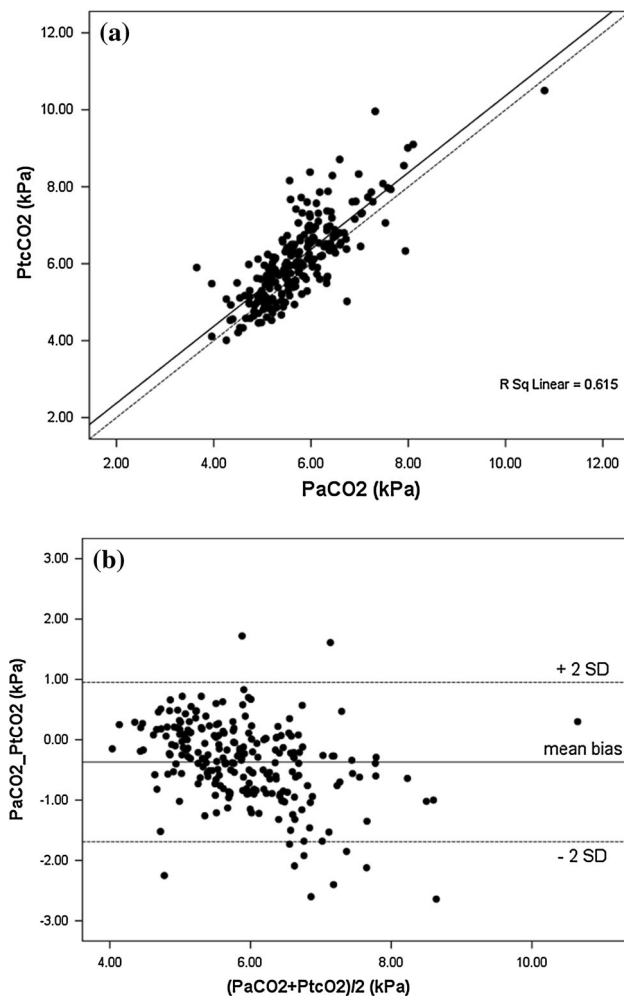 (a)
12.00
10.00
8.00
6.00
4.00
2.00
PtcCO2 (kPa)
R Sq Linear = 0.615
2.00 4.00 6.00 8.00 10.00 12.00
PaCO2 (kPa)
(b)
3.00
2.00
1.00
0.00
-1.00
-2.00
-3.00
PaCO2_PtCO2 (kPa)
+ 2 SD
mean bias
- 2 SD
4.00 6.00 8.00 10.00
(PaCO2+PtcO2)/2 (kPa)